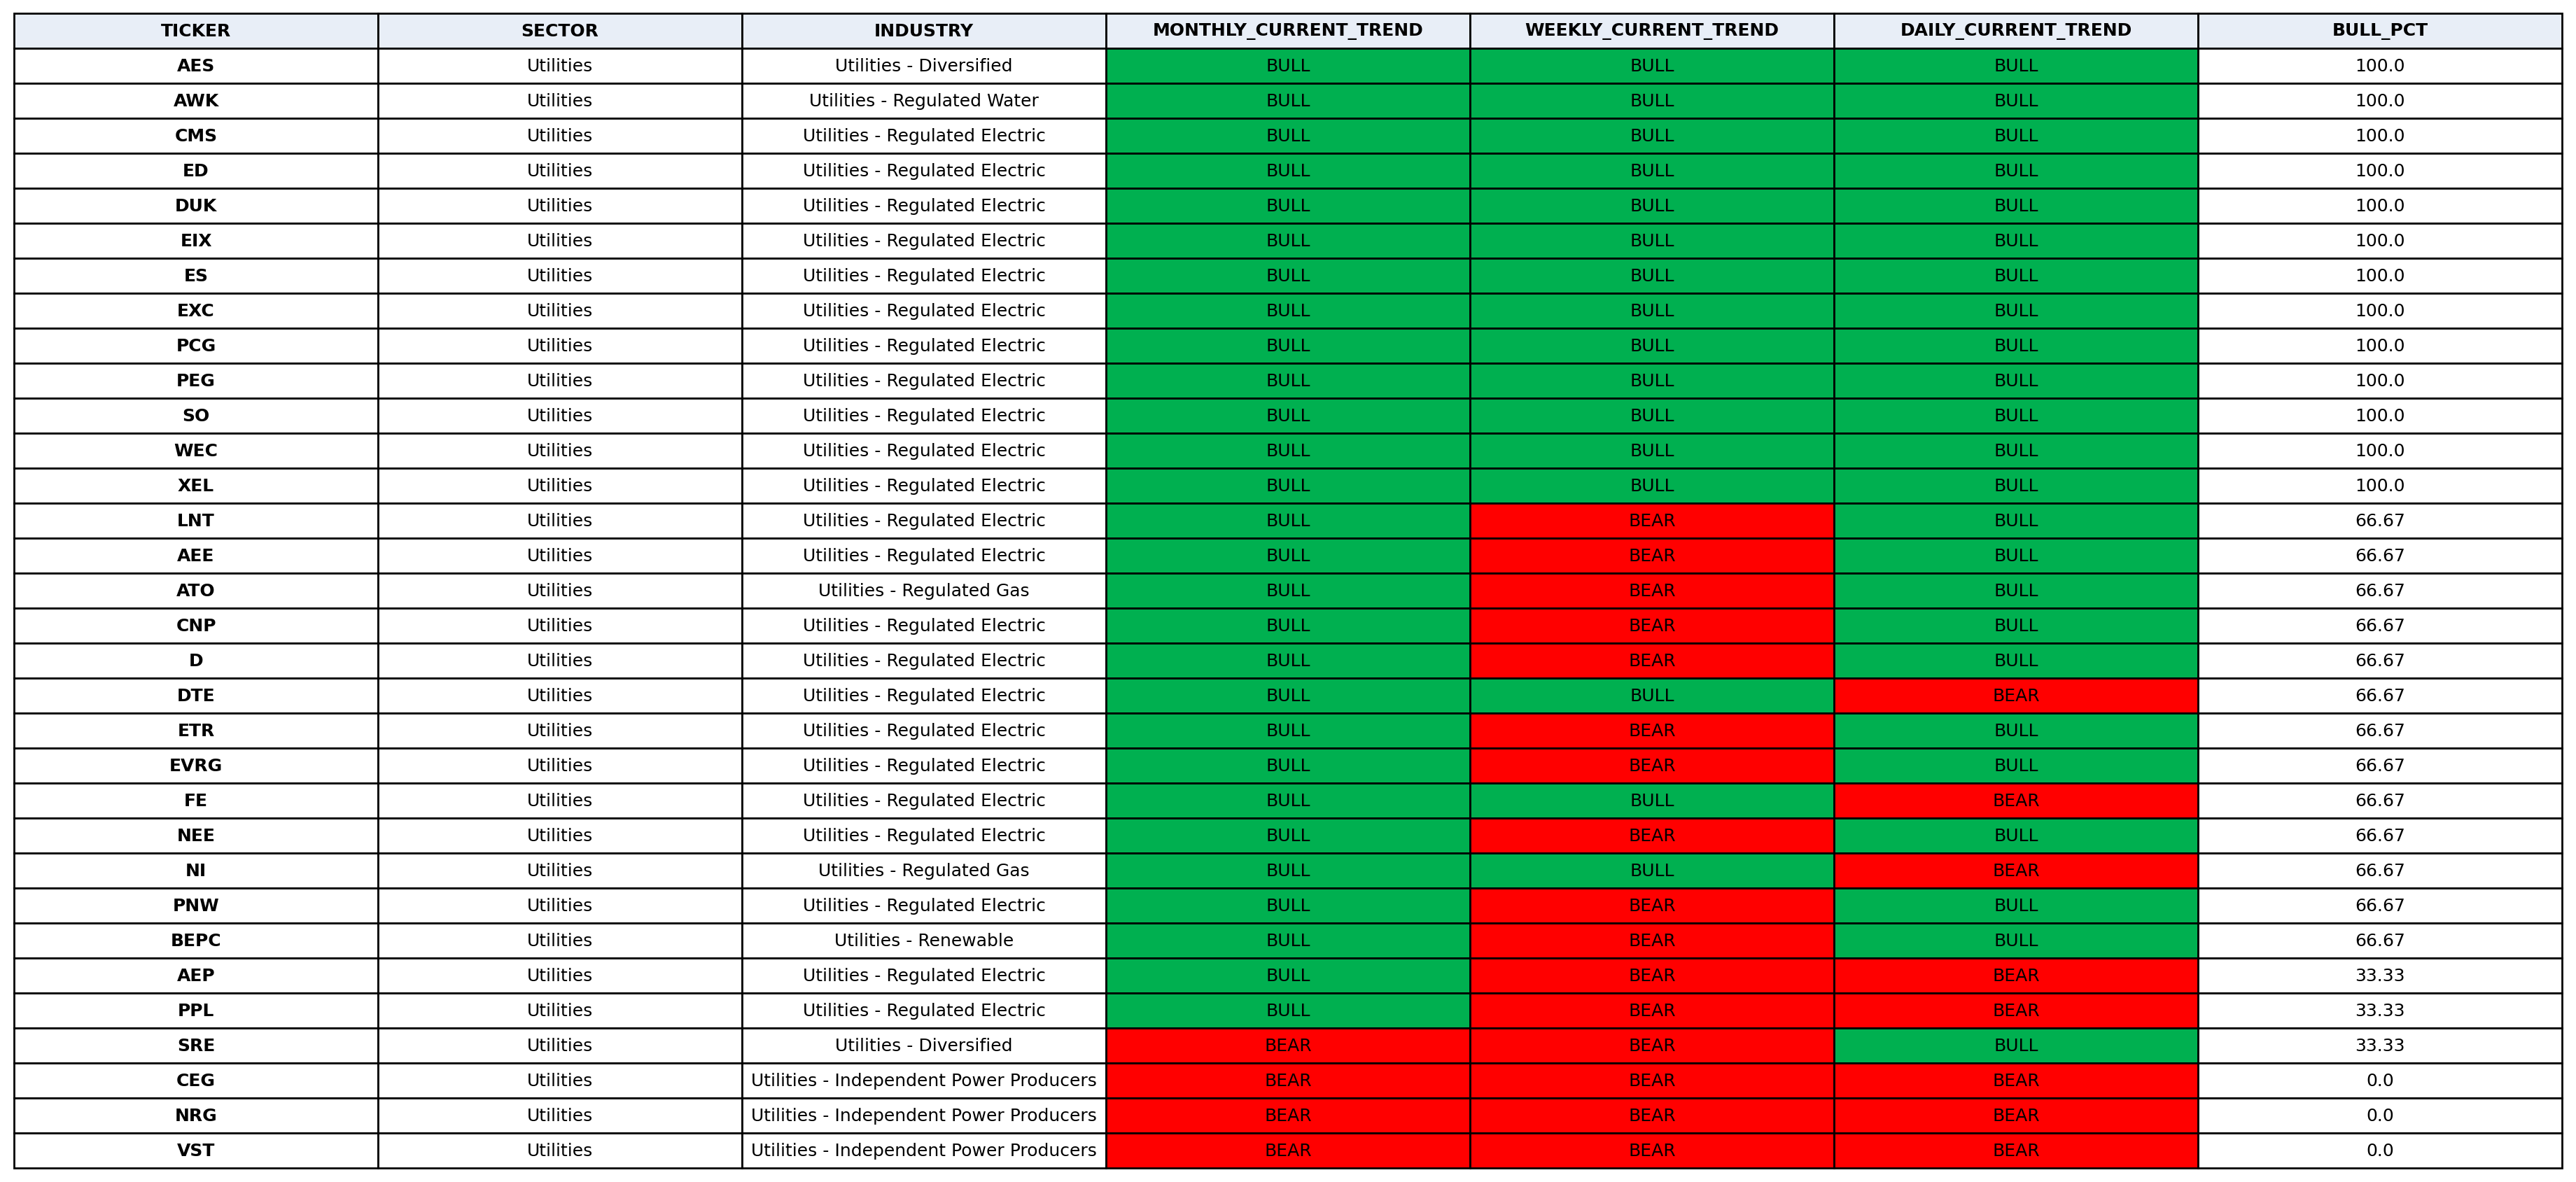 TICKER SECTOR INDUSTRY MONTHLY_CURRENT_TREND WEEKLY_CURRENT_TREND DAILY_CURRENT_TREND BULL_PCT
AES Utilities Utilities - Diversified BULL BULL BULL 100.0
AWK Utilities Utilities - Regulated Water BULL BULL BULL 100.0
CMS Utilities Utilities - Regulated Electric BULL BULL BULL 100.0
ED Utilities Utilities - Regulated Electric BULL BULL BULL 100.0
DUK Utilities Utilities - Regulated Electric BULL BULL BULL 100.0
EIX Utilities Utilities - Regulated Electric BULL BULL BULL 100.0
ES Utilities Utilities - Regulated Electric BULL BULL BULL 100.0
EXC Utilities Utilities - Regulated Electric BULL BULL BULL 100.0
PCG Utilities Utilities - Regulated Electric BULL BULL BULL 100.0
PEG Utilities Utilities - Regulated Electric BULL BULL BULL 100.0
SO Utilities Utilities - Regulated Electric BULL BULL BULL 100.0
WEC Utilities Utilities - Regulated Electric BULL BULL BULL 100.0
XEL Utilities Utilities - Regulated Electric BULL BULL BULL 100.0
LNT Utilities Utilities - Regulated Electric BULL BEAR BULL 66.67
AEE Utilities Utilities - Regulated Electric BULL BEAR BULL 66.67
ATO Utilities Utilities - Regulated Gas BULL BEAR BULL 66.67
CNP Utilities Utilities - Regulated Electric BULL BEAR BULL 66.67
D Utilities Utilities - Regulated Electric BULL BEAR BULL 66.67
DTE Utilities Utilities - Regulated Electric BULL BULL BEAR 66.67
ETR Utilities Utilities - Regulated Electric BULL BEAR BULL 66.67
EVRG Utilities Utilities - Regulated Electric BULL BEAR BULL 66.67
FE Utilities Utilities - Regulated Electric BULL BULL BEAR 66.67
NEE Utilities Utilities - Regulated Electric BULL BEAR BULL 66.67
NI Utilities Utilities - Regulated Gas BULL BULL BEAR 66.67
PNW Utilities Utilities - Regulated Electric BULL BEAR BULL 66.67
BEPC Utilities Utilities - Renewable BULL BEAR BULL 66.67
AEP Utilities Utilities - Regulated Electric BULL BEAR BEAR 33.33
PPL Utilities Utilities - Regulated Electric BULL BEAR BEAR 33.33
SRE Utilities Utilities - Diversified BEAR BEAR BULL 33.33
CEG Utilities Utilities - Independent Power Producers BEAR BEAR BEAR 0.0
NRG Utilities Utilities - Independent Power Producers BEAR BEAR BEAR 0.0
VST Utilities Utilities - Independent Power Producers BEAR BEAR BEAR 0.0